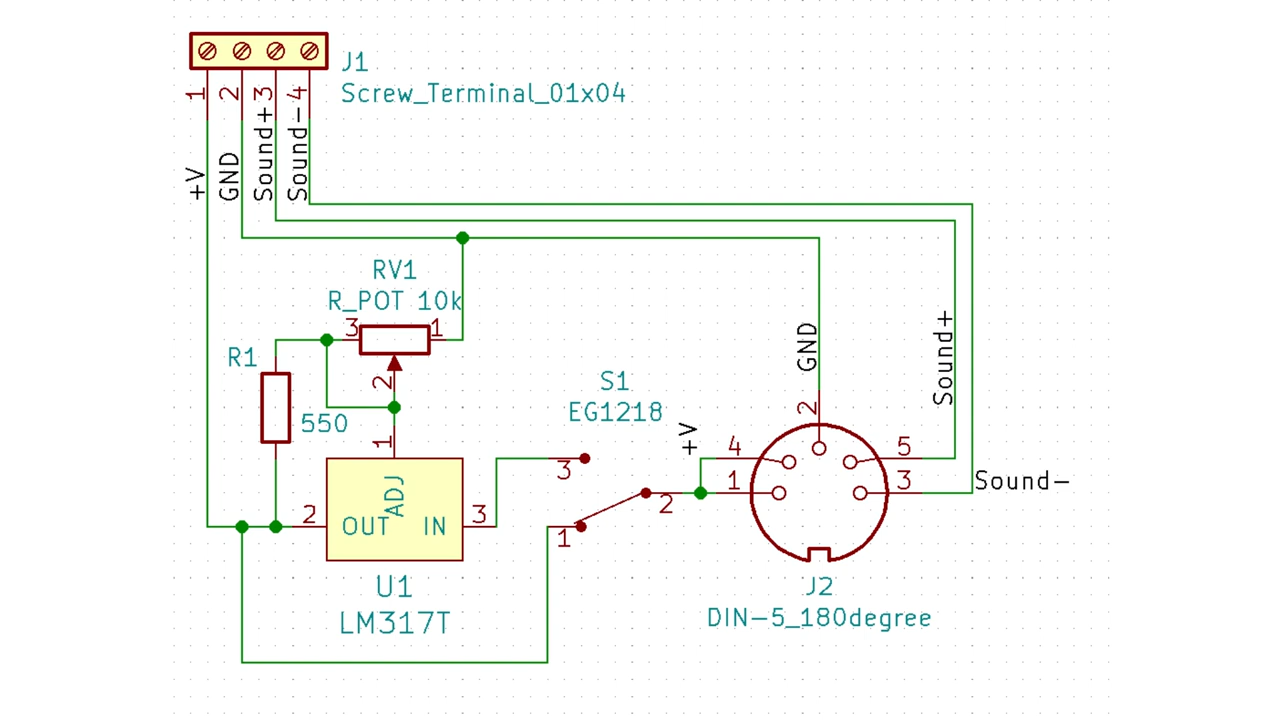 J1
Screw_Terminal_01x04
1
2
3
4
+V
GND
Sound+
Sound-
RV1
R_POT 10k
3
1
2
R1
550
1
ADJ
2
OUT
IN
3
U1
LM317T
S1
EG1218
3
2
1
+V
GND
Sound+
2
4
5
1
3
Sound-
J2
DIN-5_180degree